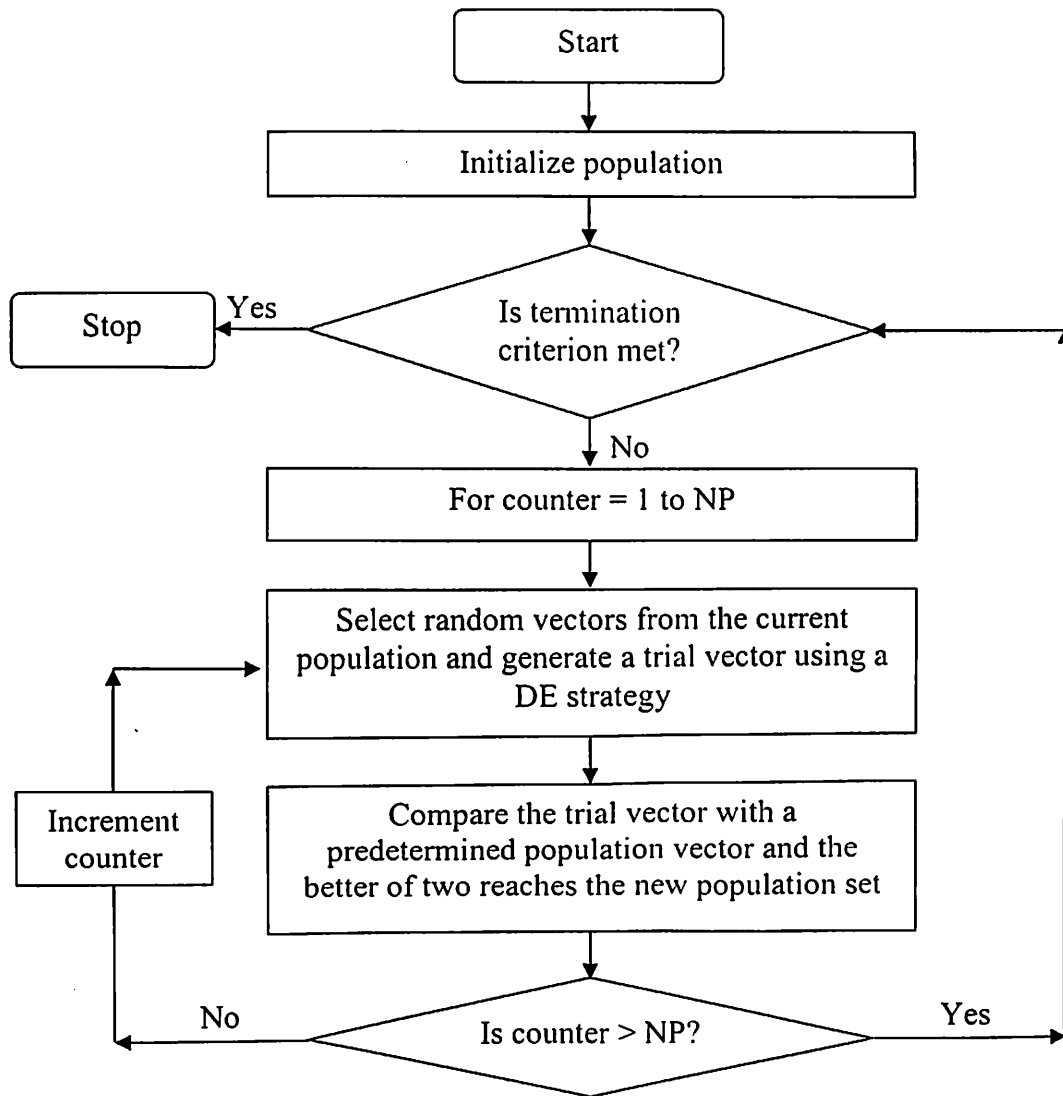 Start
Initialize population
Yes
Stop
Is termination
criterion met?
No
For counter = 1 to NP
Select random vectors from the current
population and generate a trial vector using a
DE strategy
Increment
counter
Compare the trial vector with a
predetermined population vector and the
better of two reaches the new population set
No
Is counter > NP?
Yes